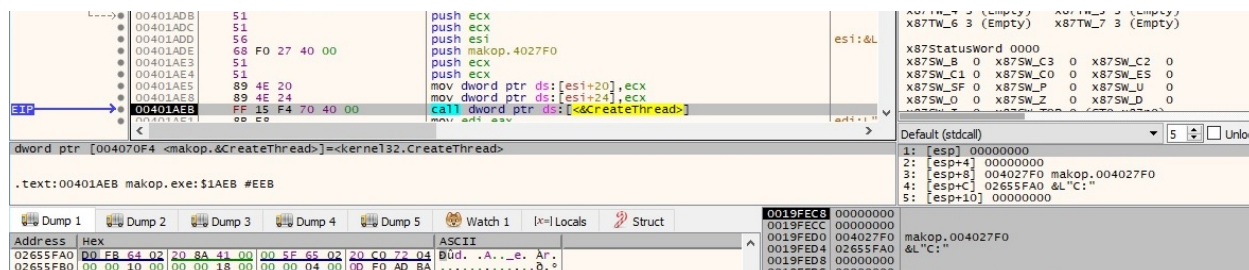 00401ADB 51 push ecx
00401ADC 51 push ecx
00401ADD 56 push esi esi:&L
00401ADE 68 F0 27 40 00 push makop.4027F0
00401AE3 51 push ecx
00401AE4 51 push ecx
00401AE5 89 4E 20 mov dword ptr ds:[esi+20],ecx
00401AE8 89 4E 24 mov dword ptr ds:[esi+24],ecx
EIP 00401AEB FF 15 F4 70 40 00 call dword ptr ds:[<&CreateThread>]
x87TW_6 3 (Empty) x87TW_7 3 (Empty)
x87StatusWord 0000
x87SW_B 0 x87SW_C3 0 x87SW_C2 0
x87SW_C1 0 x87SW_C0 0 x87SW_ES 0
x87SW_SF 0 x87SW_P 0 x87SW_U 0
x87SW_O 0 x87SW_Z 0 x87SW_D 0
dword ptr [004070F4 <makop.&CreateThread>]=<kernel32.CreateThread>
.text:00401AEB makop.exe:$1AEB #EEB
Default (stdcall) 5 Unloc
1: [esp] 00000000
2: [esp+4] 00000000
3: [esp+8] 004027F0 makop.004027F0
4: [esp+C] 02655FA0 &L"C:"
5: [esp+10] 00000000
Dump 1 Dump 2 Dump 3 Dump 4 Dump 5 Watch 1 [x=] Locals Struct
Address Hex ASCII
02655FA0 D0 FB 64 02 20 8A 41 00 00 5F 65 02 20 C0 72 04 Ðûd. .A.._e. Àr.
02655FB0 00 00 10 00 00 00 18 00 00 00 04 00 0D F0 AD BA
0019FEC8 00000000
0019FECC 00000000
0019FED0 004027F0 makop.004027F0
0019FED4 02655FA0 &L"C:"
0019FED8 00000000